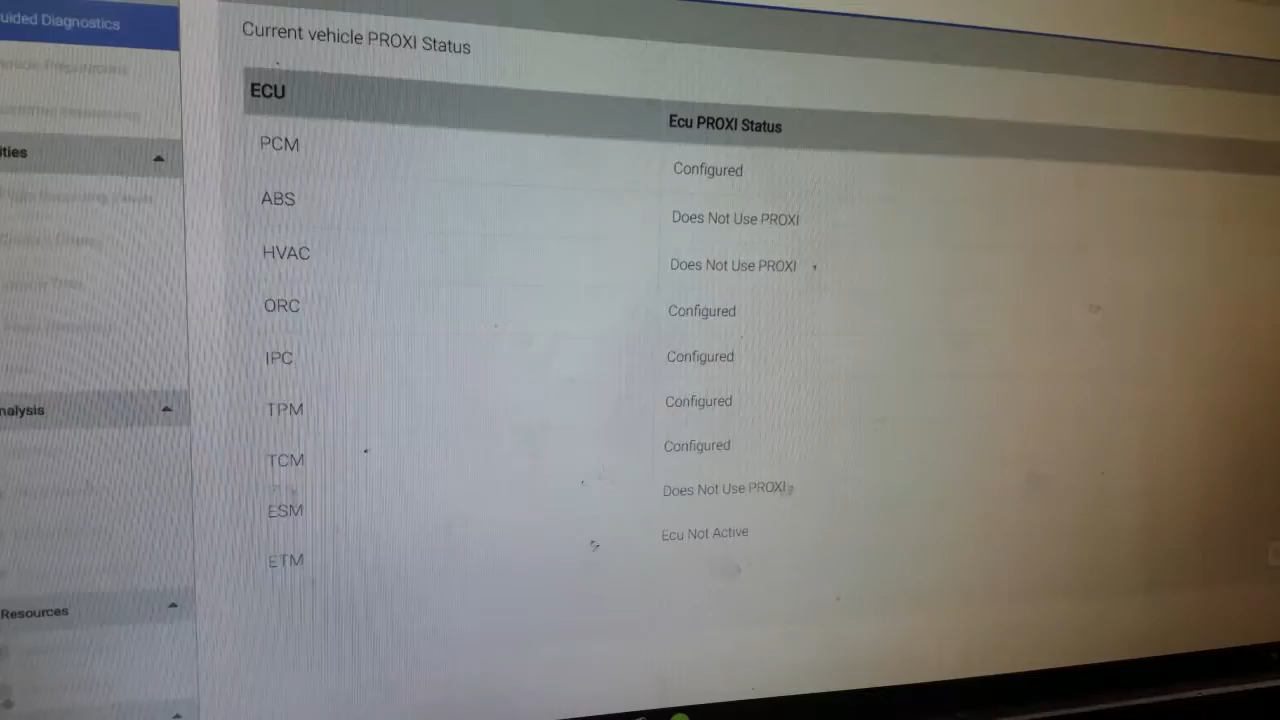 uided Diagnostics
Current vehicle PROXI Status
ECU Ecu PROXI Status
PCM Configured
ities
ABS Does Not Use PROXI
HVAC Does Not Use PROXI
ORC Configured
IPC Configured
TPM Configured
nalysis
TCM Configured
ESM Does Not Use PROXI
ETM Ecu Not Active
Resources